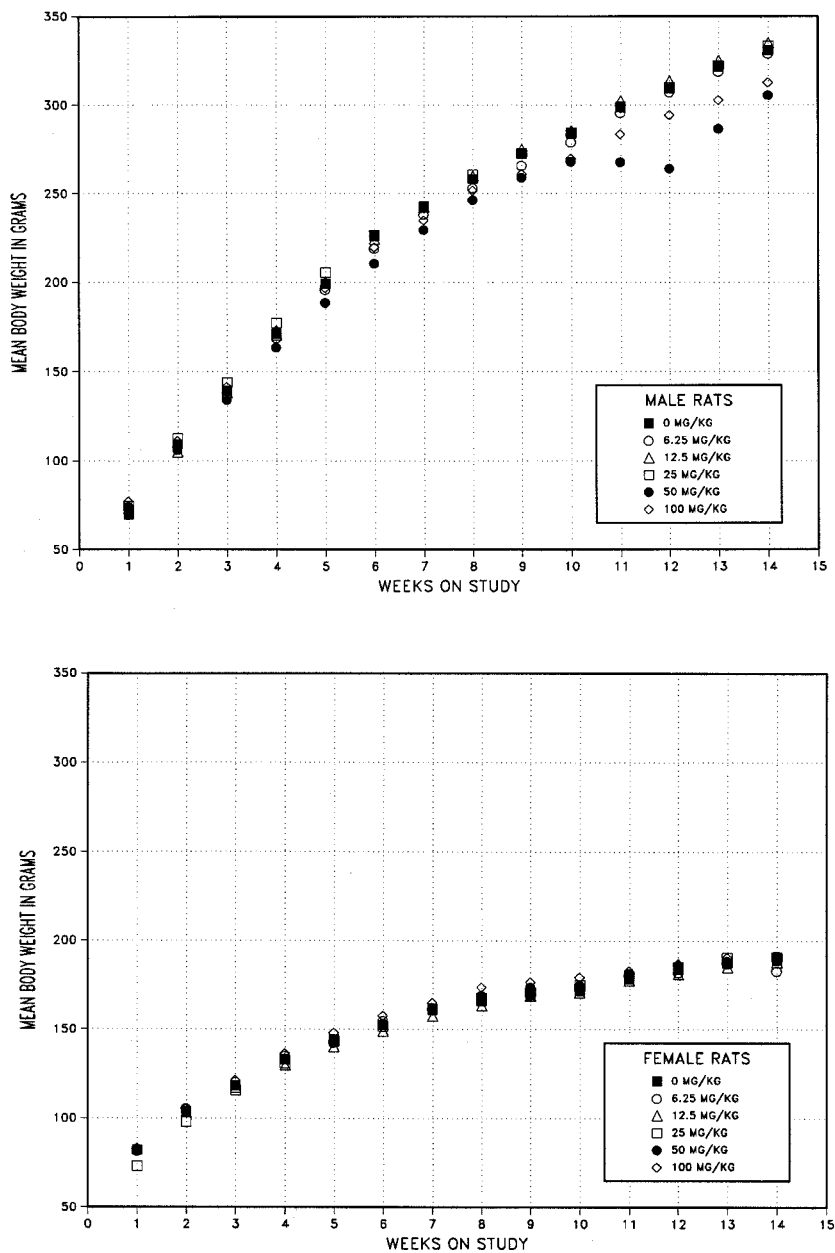 350
300
250
200
150
100
50
MEAN BODY WEIGHT IN GRAMS
MALE RATS
0 MG/KG
6.25 MG/KG
12.5 MG/KG
25 MG/KG
50 MG/KG
100 MG/KG
0 1 2 3 4 5 6 7 8 9 10 11 12 13 14 15
WEEKS ON STUDY
350
300
250
200
150
100
50
MEAN BODY WEIGHT IN GRAMS
FEMALE RATS
0 MG/KG
6.25 MG/KG
12.5 MG/KG
25 MG/KG
50 MG/KG
100 MG/KG
0 1 2 3 4 5 6 7 8 9 10 11 12 13 14 15
WEEKS ON STUDY